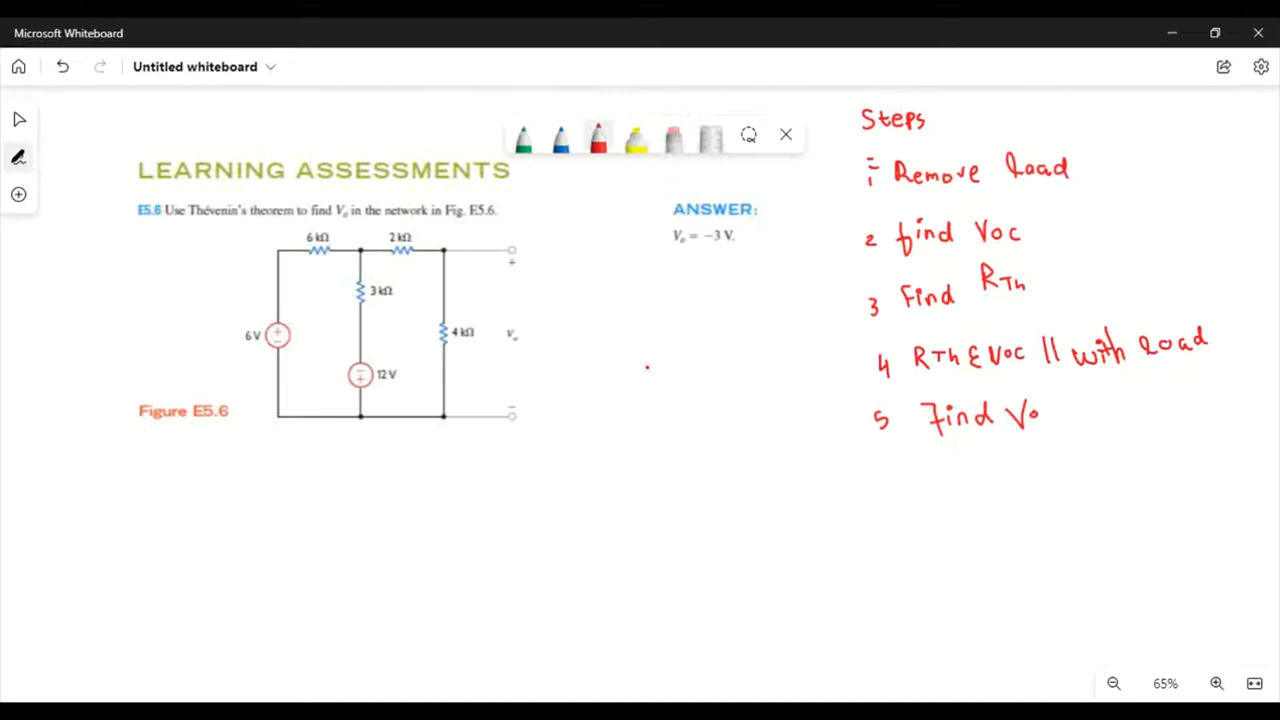 Microsoft Whiteboard
Untitled whiteboard
LEARNING ASSESSMENTS
E5.6 Use Thévenin's theorem to find Vo in the network in Fig. E5.6.
ANSWER:
Vo = −3 V.
6 kΩ
2 kΩ
+
3 kΩ
6 V
+
−
4 kΩ
Vo
−
+
12 V
−
Figure E5.6
Steps
1 Remove Load
2 find Voc
3 Find RTh
4 RTh & Voc || with Load
5 Find Vo
65%